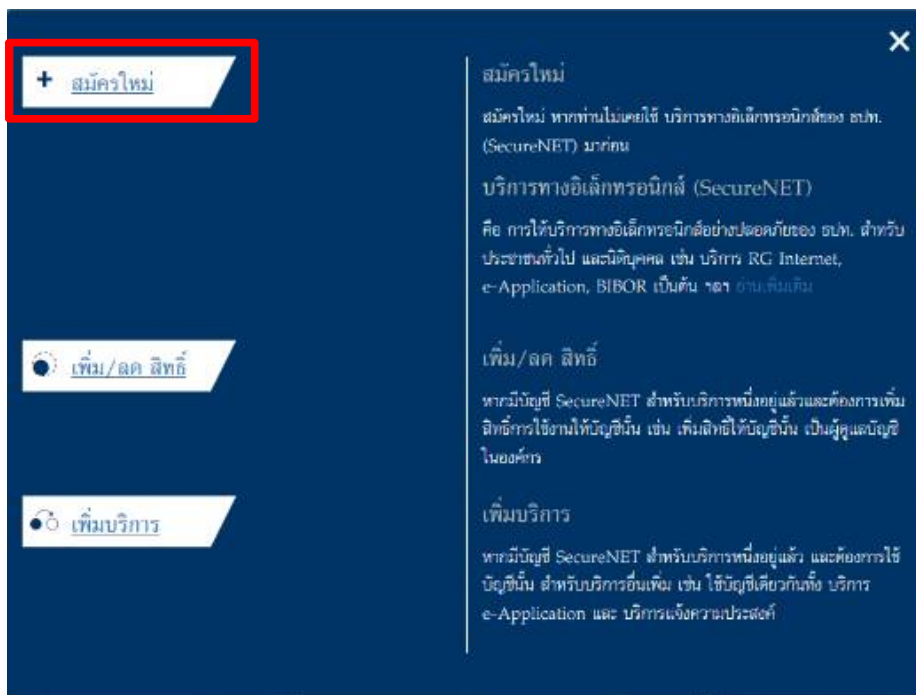 + สมัครใหม่
สมัครใหม่
สมัครใหม่ หากท่านไม่เคยใช้ บริการทางอิเล็กทรอนิกส์ของ ธปท.
(SecureNET) มาก่อน
บริการทางอิเล็กทรอนิกส์ (SecureNET)
คือ การให้บริการทางอิเล็กทรอนิกส์อย่างปลอดภัยของ ธปท. สำหรับ
ประชาชนทั่วไป และนิติบุคคล เช่น บริการ RG Internet,
e-Application, BIBOR เป็นต้น ฯลฯ อ่านเพิ่มเติม
เพิ่ม/ลด สิทธิ์
เพิ่ม/ลด สิทธิ์
หากมีบัญชี SecureNET สำหรับบริการหนึ่งอยู่แล้วและต้องการเพิ่ม
สิทธิ์การใช้งานให้บัญชีนั้น เช่น เพิ่มสิทธิ์ให้บัญชีนั้น เป็นผู้ดูแลบัญชี
ในองค์กร
เพิ่มบริการ
เพิ่มบริการ
หากมีบัญชี SecureNET สำหรับบริการหนึ่งอยู่แล้ว และต้องการใช้
บัญชีนั้น สำหรับบริการอื่นเพิ่ม เช่น ใช้บัญชีเดียวกันทั้ง บริการ
e-Application และ บริการแจ้งความประสงค์